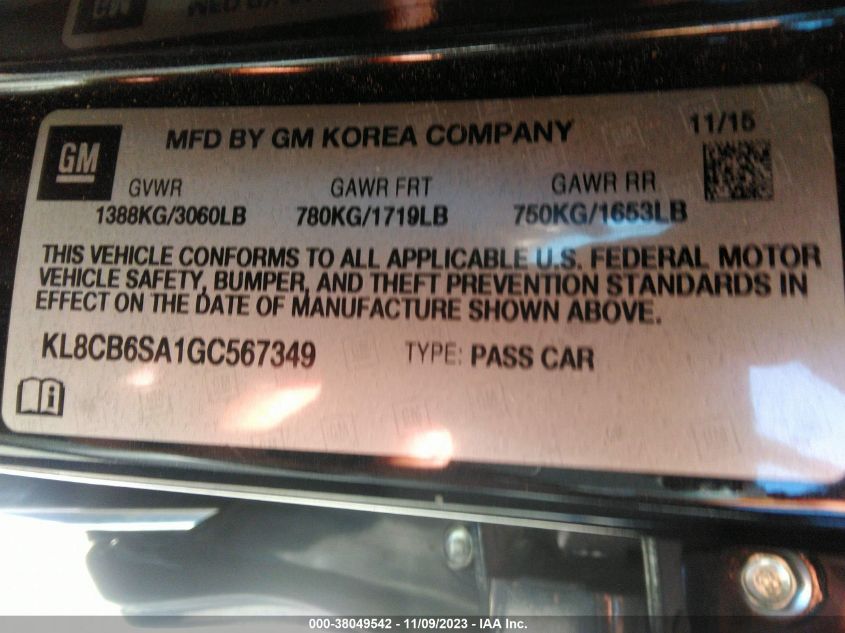 GM
MFD BY GM KOREA COMPANY
11/15
GVWR
GAWR FRT
GAWR RR
1388KG/3060LB
780KG/1719LB
750KG/1653LB
THIS VEHICLE CONFORMS TO ALL APPLICABLE U.S. FEDERAL MOTOR
VEHICLE SAFETY, BUMPER, AND THEFT PREVENTION STANDARDS IN
EFFECT ON THE DATE OF MANUFACTURE SHOWN ABOVE.
KL8CB6SA1GC567349
TYPE: PASS CAR
000-38049542 - 11/09/2023 - IAA Inc.